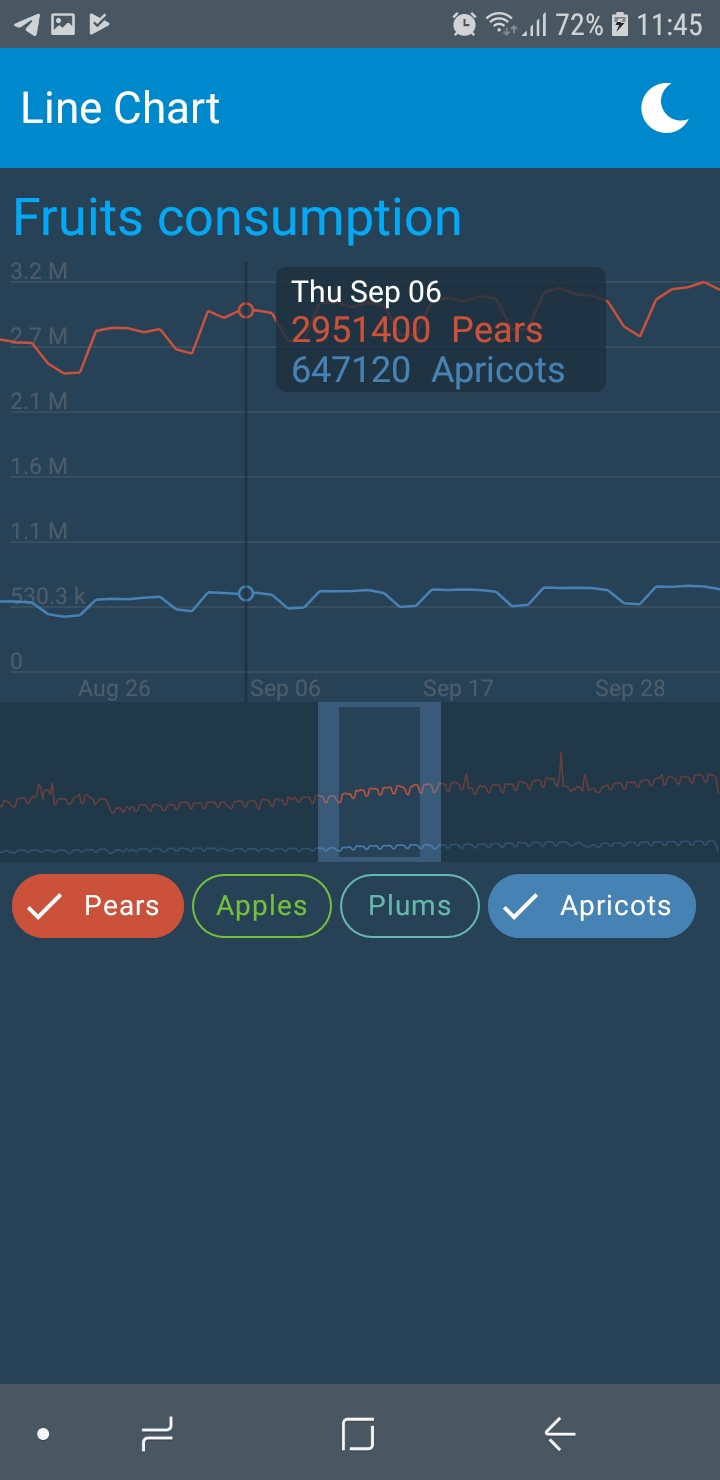 72% 11:45
Line Chart
Fruits consumption
3.2 M
Thu Sep 06
2951400 Pears
2.7 M
647120 Apricots
2.1 M
1.6 M
1.1 M
530.3 k
0
Aug 26 Sep 06 Sep 17 Sep 28
Pears Apples Plums Apricots